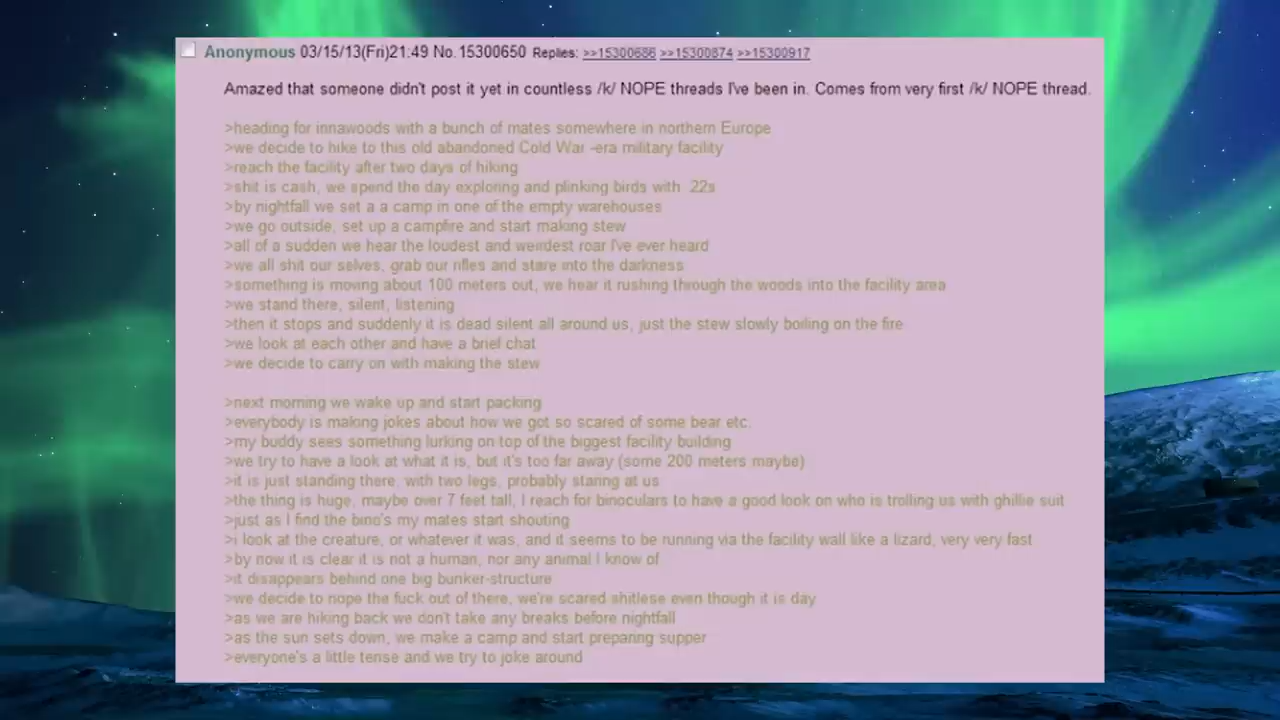 Anonymous 03/15/13(Fri)21:49 No.15300650 Replies: >>15300686 >>15300874 >>15300917
Amazed that someone didn't post it yet in countless /k/ NOPE threads I've been in. Comes from very first /k/ NOPE thread.
>heading for innawoods with a bunch of mates somewhere in northern Europe
>we decide to hike to this old abandoned Cold War -era military facility
>reach the facility after two days of hiking
>shit is cash, we spend the day exploring and plinking birds with .22s
>by nightfall we set a a camp in one of the empty warehouses
>we go outside, set up a campfire and start making stew
>all of a sudden we hear the loudest and weirdest roar I've ever heard
>we all shit our selves, grab our rifles and stare into the darkness
>something is moving about 100 meters out, we hear it rushing through the woods into the facility area
>we stand there, silent, listening
>then it stops and suddenly it is dead silent all around us, just the stew slowly boiling on the fire
>we look at each other and have a brief chat
>we decide to carry on with making the stew
>next morning we wake up and start packing
>everybody is making jokes about how we got so scared of some bear etc.
>my buddy sees something lurking on top of the biggest facility building
>we try to have a look at what it is, but it's too far away (some 200 meters maybe)
>it is just standing there, with two legs, probably staring at us
>the thing is huge, maybe over 7 feet tall, I reach for binoculars to have a good look on who is trolling us with ghillie suit
>just as I find the bino's my mates start shouting
>i look at the creature, or whatever it was, and it seems to be running via the facility wall like a lizard, very very fast
>by now it is clear it is not a human, nor any animal I know of
>it disappears behind one big bunker-structure
>we decide to nope the fuck out of there, we're scared shitlese even though it is day
>as we are hiking back we don't take any breaks before nightfall
>as the sun sets down, we make a camp and start preparing supper
>everyone's a little tense and we try to joke around